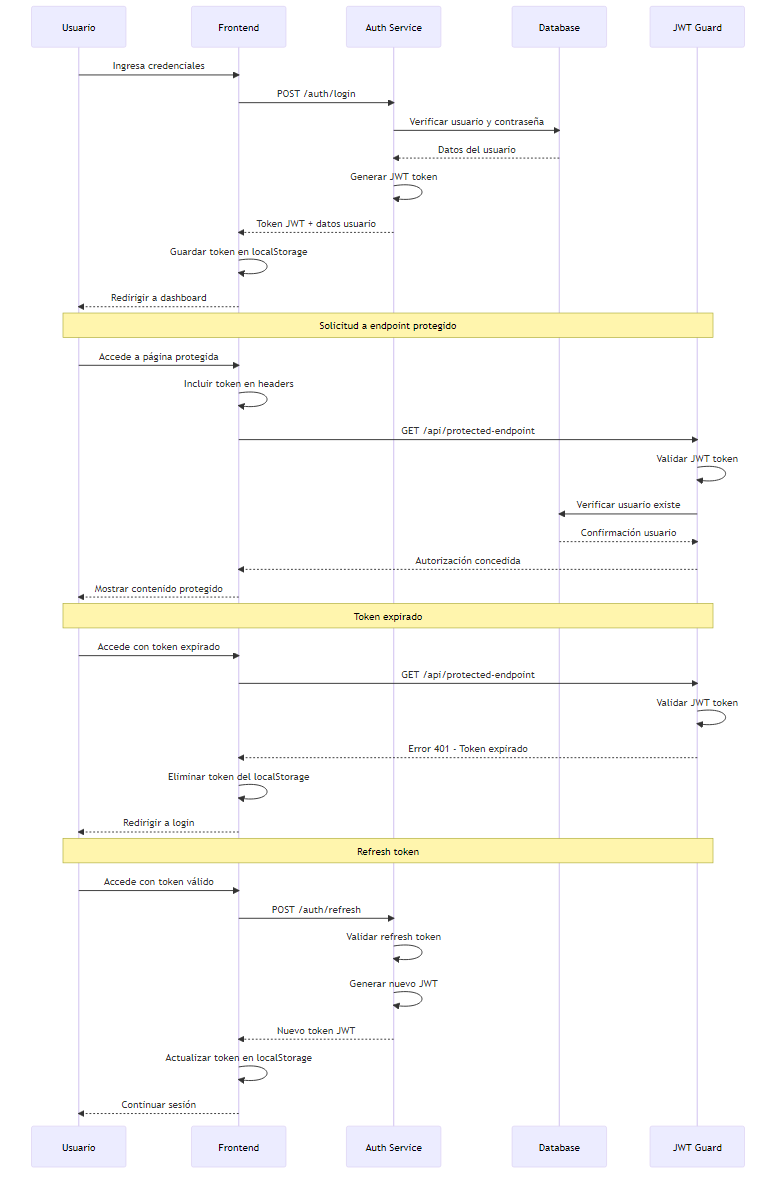 Usuario
Frontend
Auth Service
Database
JWT Guard
Ingresa credenciales
POST /auth/login
Verificar usuario y contraseña
Datos del usuario
Generar JWT token
Token JWT + datos usuario
Guardar token en localStorage
Redirigir a dashboard
Solicitud a endpoint protegido
Accede a página protegida
Incluir token en headers
GET /api/protected-endpoint
Validar JWT token
Verificar usuario existe
Confirmación usuario
Autorización concedida
Mostrar contenido protegido
Token expirado
Accede con token expirado
GET /api/protected-endpoint
Validar JWT token
Error 401 - Token expirado
Eliminar token del localStorage
Redirigir a login
Refresh token
Accede con token válido
POST /auth/refresh
Validar refresh token
Generar nuevo JWT
Nuevo token JWT
Actualizar token en localStorage
Continuar sesión
Usuario
Frontend
Auth Service
Database
JWT Guard